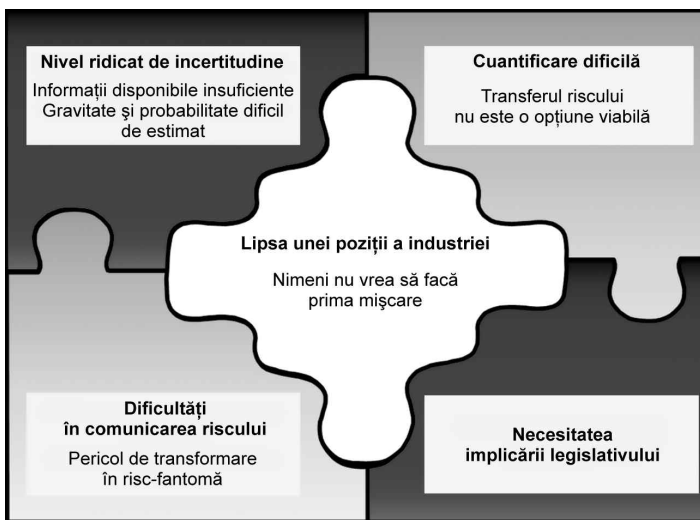 Nivel ridicat de incertitudine
Informații disponibile insuficiente
Gravitate şi probabilitate dificil
de estimat
Cuantificare dificilă
Transferul riscului
nu este o opțiune viabilă
Lipsa unei poziții a industriei
Nimeni nu vrea să facă
prima mişcare
Dificultăți
în comunicarea riscului
Pericol de transformare
în risc-fantomă
Necesitatea
implicării legislativului